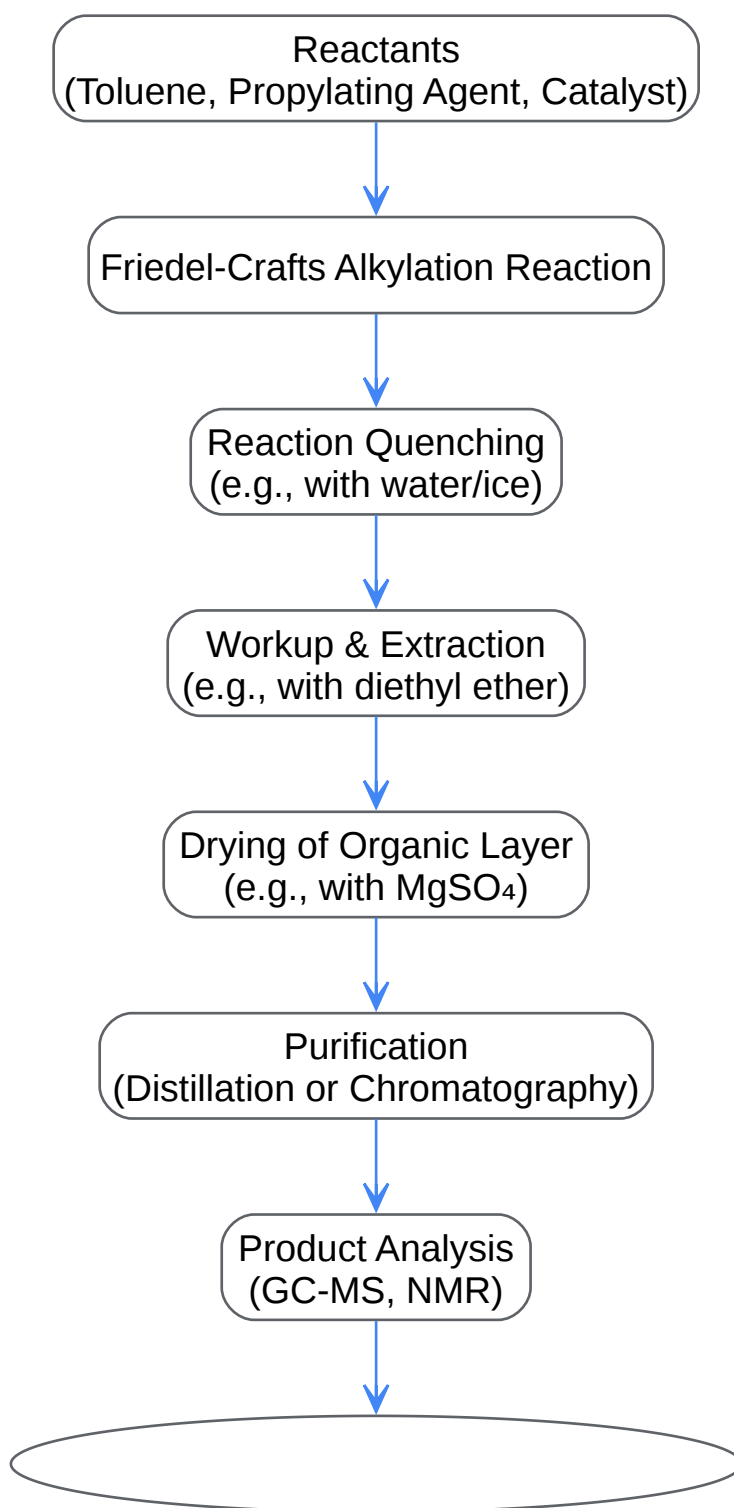 Reactants
(Toluene, Propylating Agent, Catalyst)
Friedel-Crafts Alkylation Reaction
Reaction Quenching
(e.g., with water/ice)
Workup & Extraction
(e.g., with diethyl ether)
Drying of Organic Layer
(e.g., with MgSO₄)
Purification
(Distillation or Chromatography)
Product Analysis
(GC-MS, NMR)